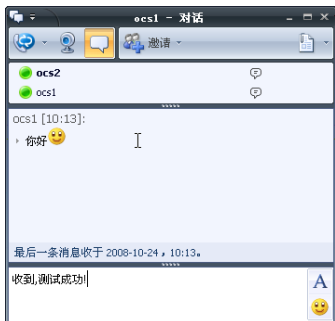 ocs1 - 对话
邀请
ocs2
ocs1
ocs1 [10:13]:
你好
最后一条消息收于 2008-10-24，10:13。
收到,测试成功!
A